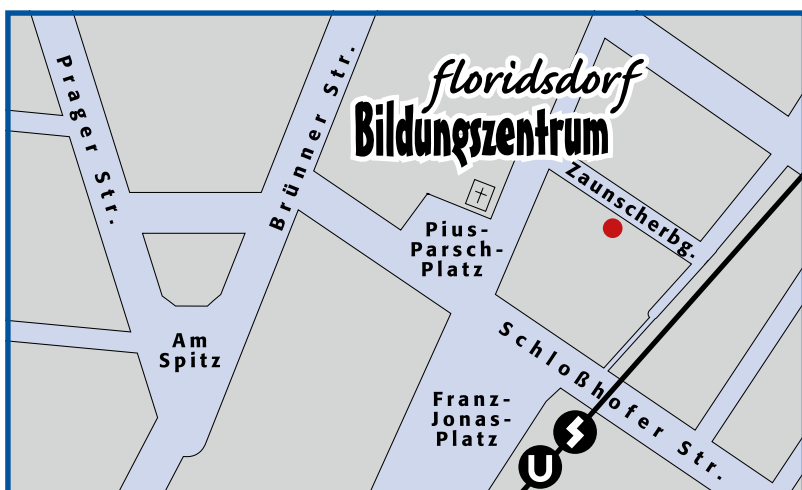 floridsdorf
Bildungszentrum
Prager Str.
Brünner Str.
Zaunscherbg.
Pius-
Parsch-
Platz
Am
Spitz
Schloßhofer Str.
Franz-
Jonas-
Platz
S
U